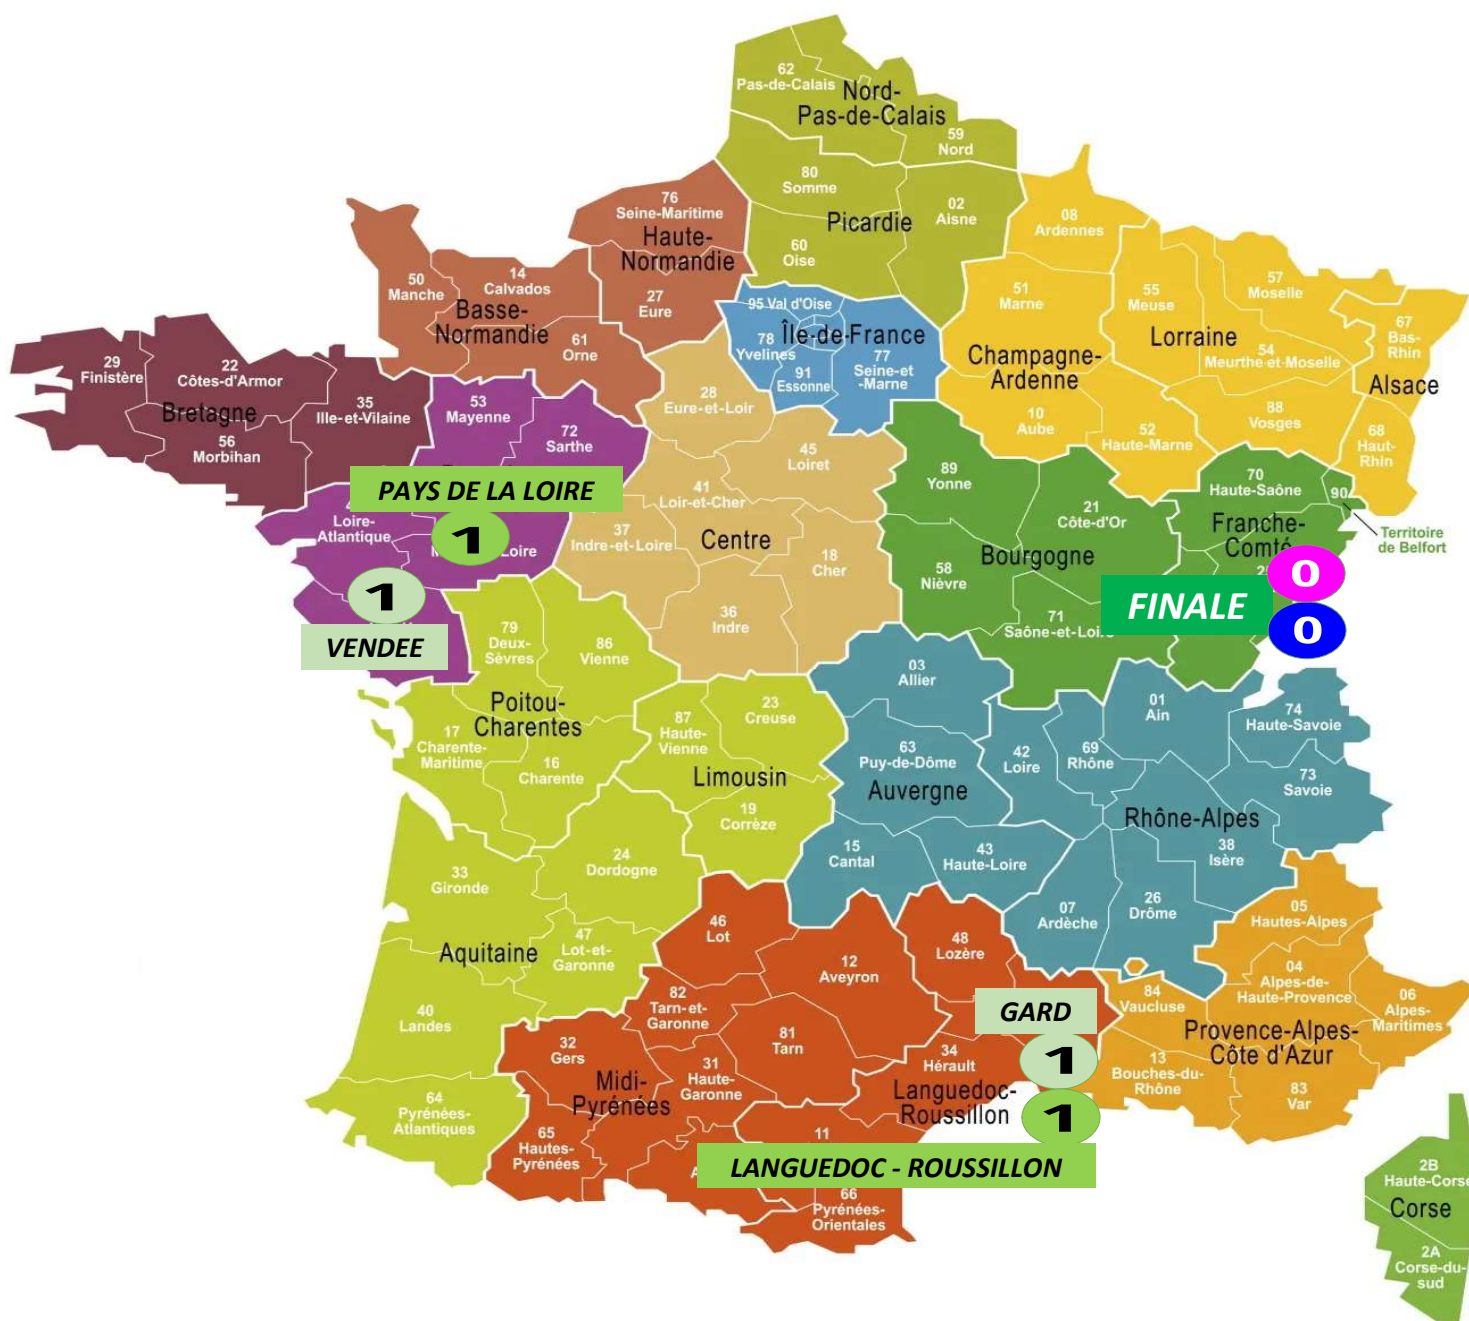 62
Pas-de-Calais
Nord-
Pas-de-Calais
59
Nord
80
Somme
02
Aisne
Picardie
60
Oise
76
Seine-Maritime
Haute-
Normandie
27
Eure
08
Ardennes
50
Manche
14
Calvados
Basse-
Normandie
61
Orne
95 Val d'Oise
Île-de-France
78
Yvelines
91
Essonne
77
Seine-et
-Marne
51
Marne
Champagne-
Ardenne
10
Aube
52
Haute-Marne
55
Meuse
57
Moselle
Lorraine
54
Meurthe-et-Moselle
88
Vosges
67
Bas-
Rhin
Alsace
68
Haut-
Rhin
29
Finistère
22
Côtes-d'Armor
Bretagne
35
Ille-et-Vilaine
56
Morbihan
53
Mayenne
72
Sarthe
PAYS DE LA LOIRE
1
Loire-
Atlantique
Loire
1
VENDEE
28
Eure-et-Loir
45
Loiret
41
Loir-et-Cher
37
Indre-et-Loire
Centre
18
Cher
36
Indre
89
Yonne
21
Côte-d'Or
Bourgogne
58
Nièvre
71
Saône-et-Loire
70
Haute-Saône
90
Territoire
de Belfort
Franche-
Comté
0
FINALE
0
79
Deux-
Sèvres
86
Vienne
Poitou-
Charentes
17
Charente-
Maritime
16
Charente
87
Haute-
Vienne
23
Creuse
Limousin
19
Corrèze
03
Allier
63
Puy-de-Dôme
Auvergne
15
Cantal
43
Haute-Loire
42
Loire
69
Rhône
01
Ain
74
Haute-Savoie
73
Savoie
Rhône-Alpes
38
Isère
07
Ardèche
26
Drôme
33
Gironde
24
Dordogne
Aquitaine
47
Lot-et-
Garonne
40
Landes
64
Pyrénées-
Atlantiques
46
Lot
12
Aveyron
48
Lozère
82
Tarn-et-
Garonne
81
Tarn
32
Gers
31
Haute-
Garonne
Midi-
Pyrénées
65
Hautes-
Pyrénées
GARD
1
34
Hérault
Languedoc-
Roussillon
1
11
LANGUEDOC - ROUSSILLON
66
Pyrénées-
Orientales
05
Hautes-Alpes
04
Alpes-de-
Haute-Provence
06
Alpes-
Maritimes
84
Vaucluse
Provence-Alpes-
Côte d'Azur
13
Bouches-du-
Rhône
83
Var
2B
Haute-Corse
Corse
2A
Corse-du-
sud